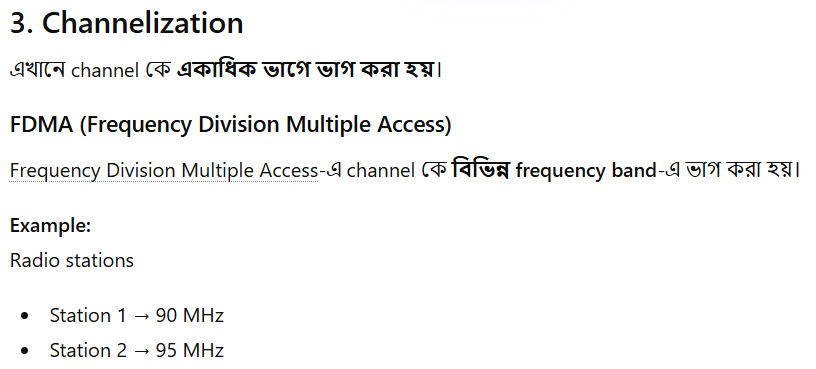 3. Channelization
এখানে channel কে একাধিক ভাগে ভাগ করা হয়।
FDMA (Frequency Division Multiple Access)
Frequency Division Multiple Access-এ channel কে বিভিন্ন frequency band-এ ভাগ করা হয়।
Example:
Radio stations
• Station 1 → 90 MHz
• Station 2 → 95 MHz